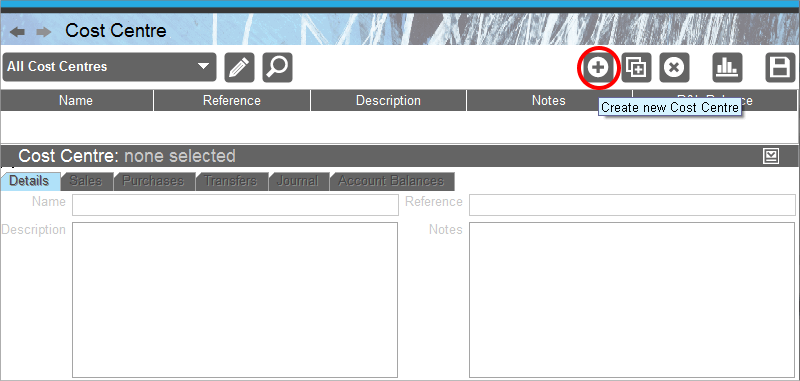 Cost Centre
All Cost Centres
Name Reference Description Notes Balance
Create new Cost Centre
Cost Centre: none selected
Details Sales Purchases Transfers Journal Account Balances
Name Reference
Description Notes